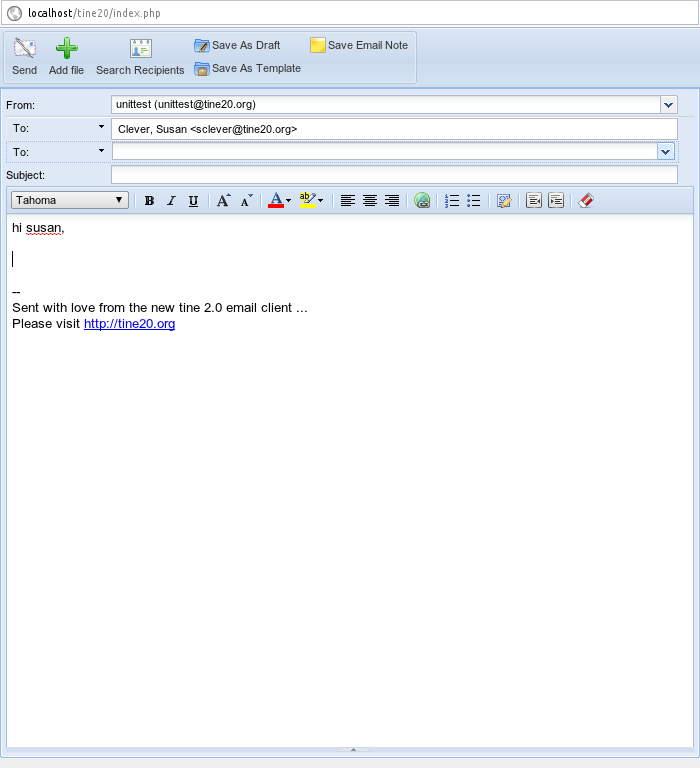 localhost/tine20/index.php
Send
Add file
Search Recipients
Save As Draft
Save As Template
Save Email Note
From:
unittest (unittest@tine20.org)
To:
Clever, Susan <sclever@tine20.org>
To:
Subject:
Tahoma
B I U A A A ab
hi susan,
--
Sent with love from the new tine 2.0 email client ...
Please visit http://tine20.org